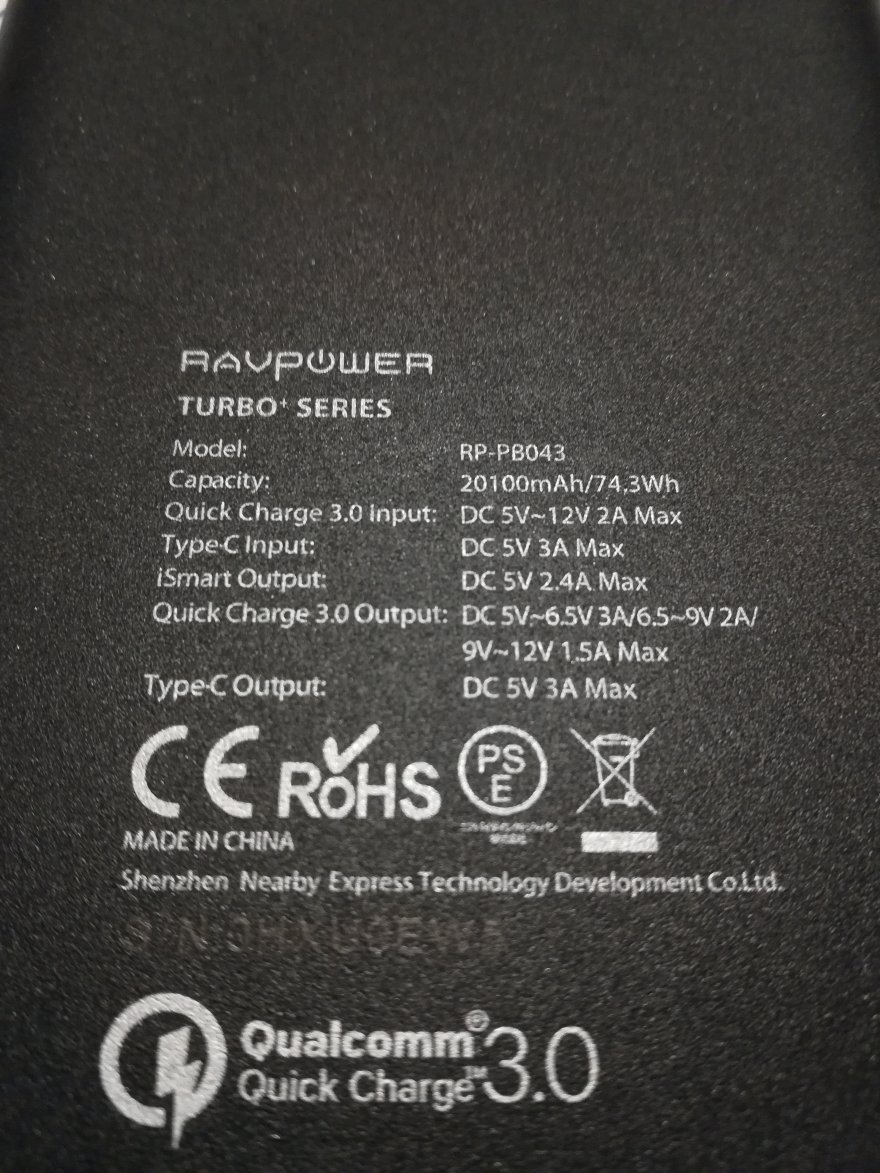 RAVPOWER
TURBO+ SERIES
Model: RP-PB043
Capacity: 20100mAh/74,3Wh
Quick Charge 3.0 Input: DC 5V~12V 2A Max
Type-C Input: DC 5V 3A Max
iSmart Output: DC 5V 2.4A Max
Quick Charge 3.0 Output: DC 5V~6.5V 3A/6.5~9V 2A/
9V~12V 1.5A Max
Type-C Output: DC 5V 3A Max
CE RoHS PSE
MADE IN CHINA
Shenzhen Nearby Express Technology Development Co.Ltd.
S/N:
Qualcomm®
Quick Charge™ 3.0